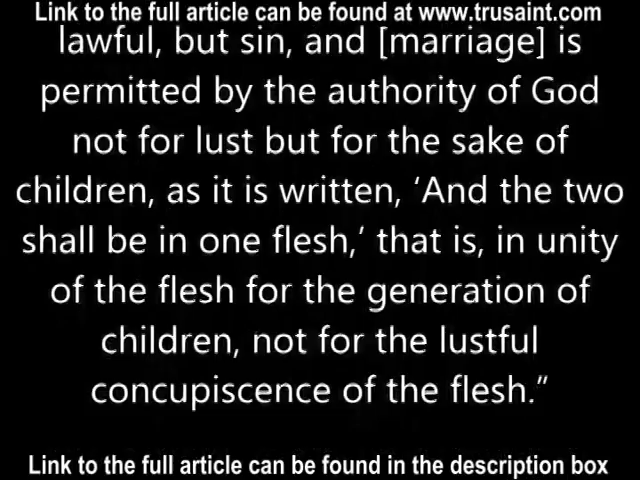 Link to the full article can be found at www.trusaint.com
lawful, but sin, and [marriage] is
permitted by the authority of God
not for lust but for the sake of
children, as it is written, ‘And the two
shall be in one flesh,’ that is, in unity
of the flesh for the generation of
children, not for the lustful
concupiscence of the flesh.”
Link to the full article can be found in the description box